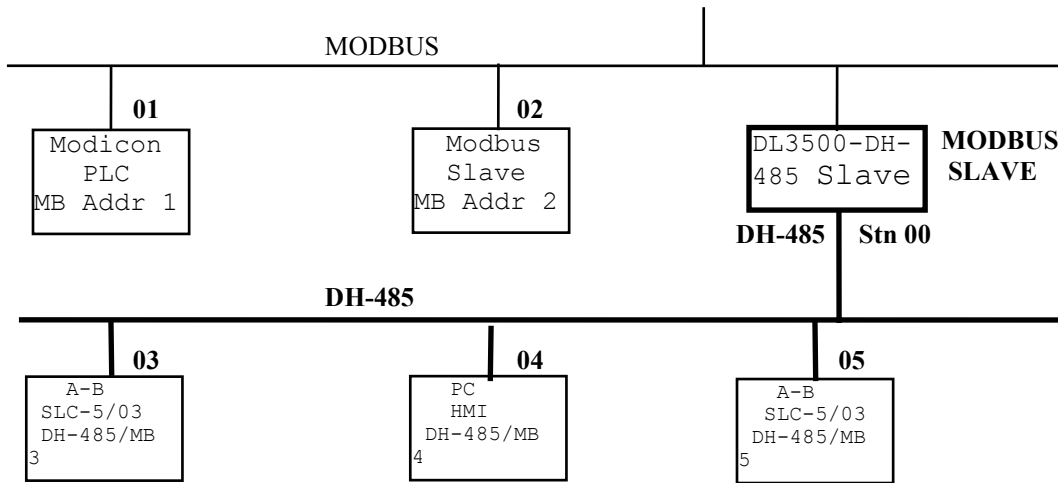 MODBUS
01
02
Modicon
PLC
MB Addr 1
Modbus
Slave
MB Addr 2
DL3500-DH-
485 Slave
MODBUS
SLAVE
DH-485 Stn 00
DH-485
03
04
05
A-B
SLC-5/03
DH-485/MB
3
PC
HMI
DH-485/MB
4
A-B
SLC-5/03
DH-485/MB
5